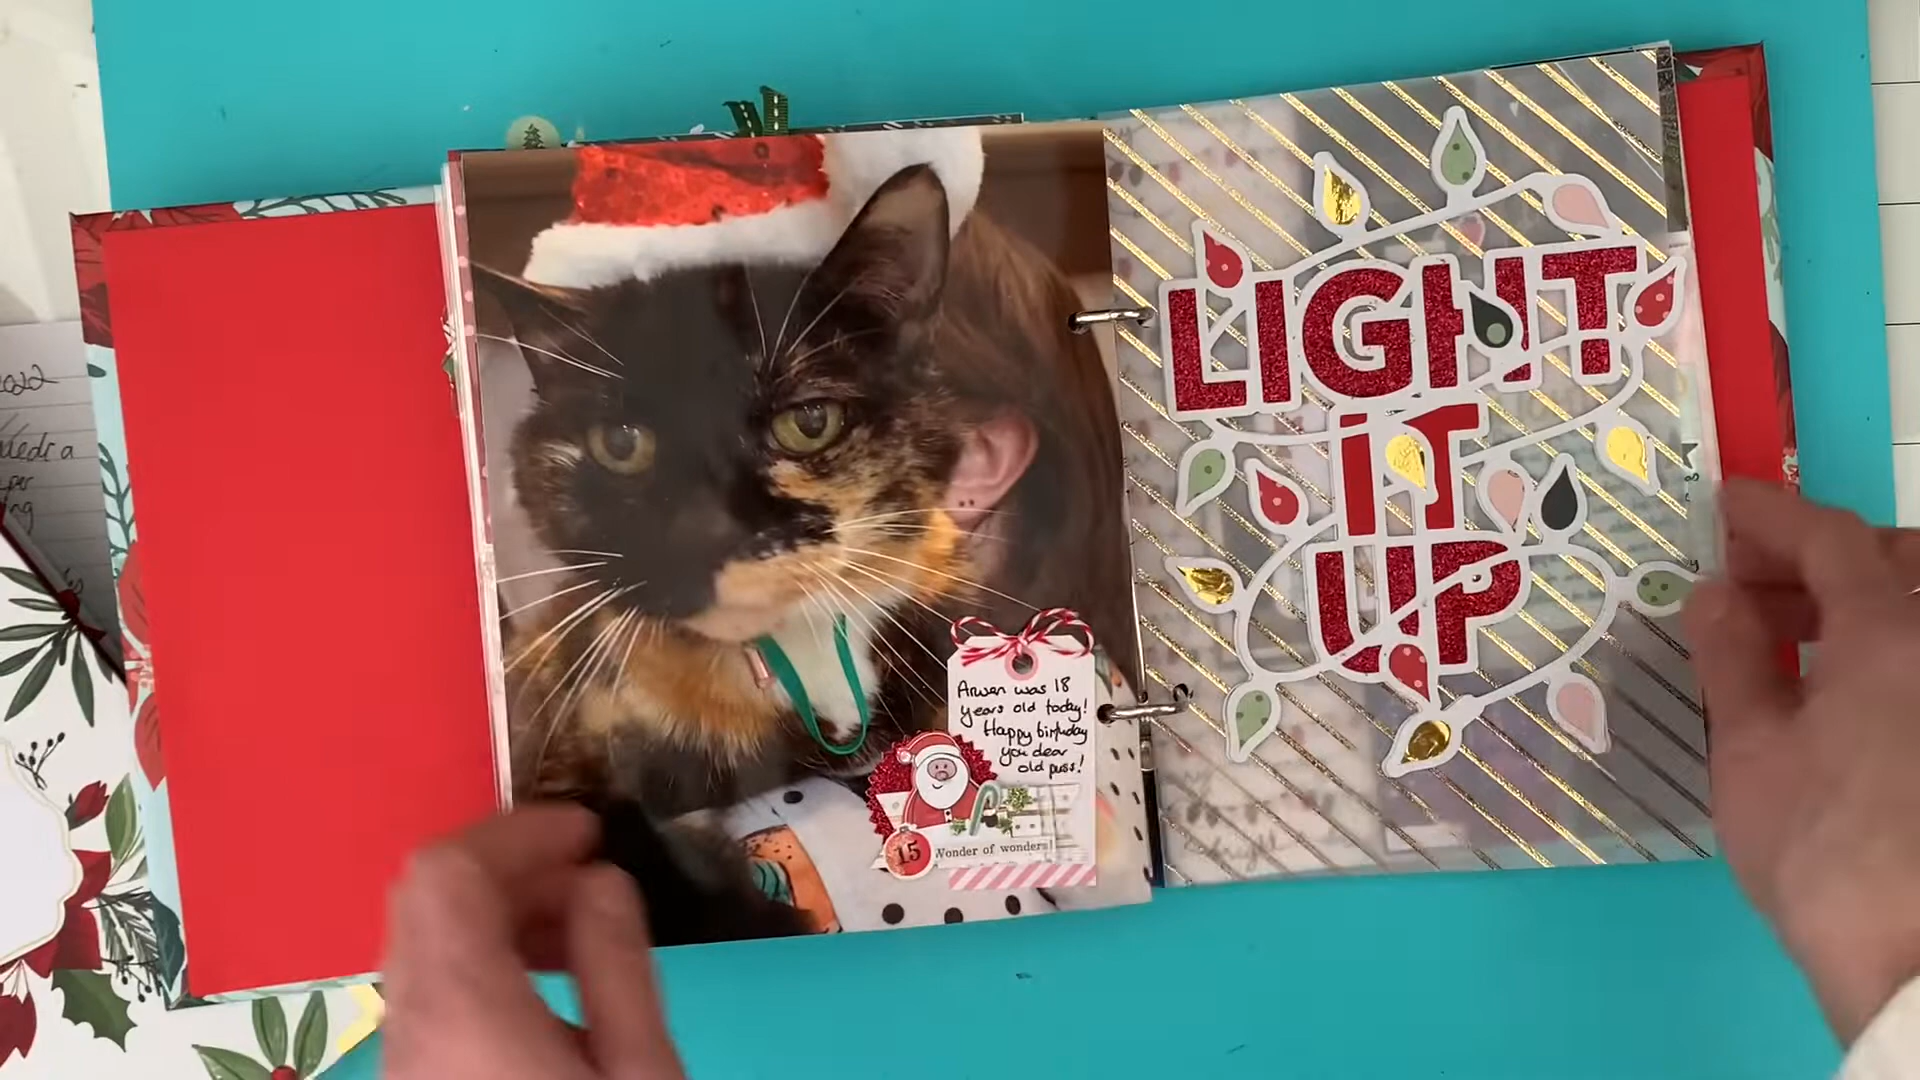 2022
Arwen was 18
years old today!
Happy birthday
you dear
old puss!
15
Wonder of wonders!
LIGHT
IT
UP